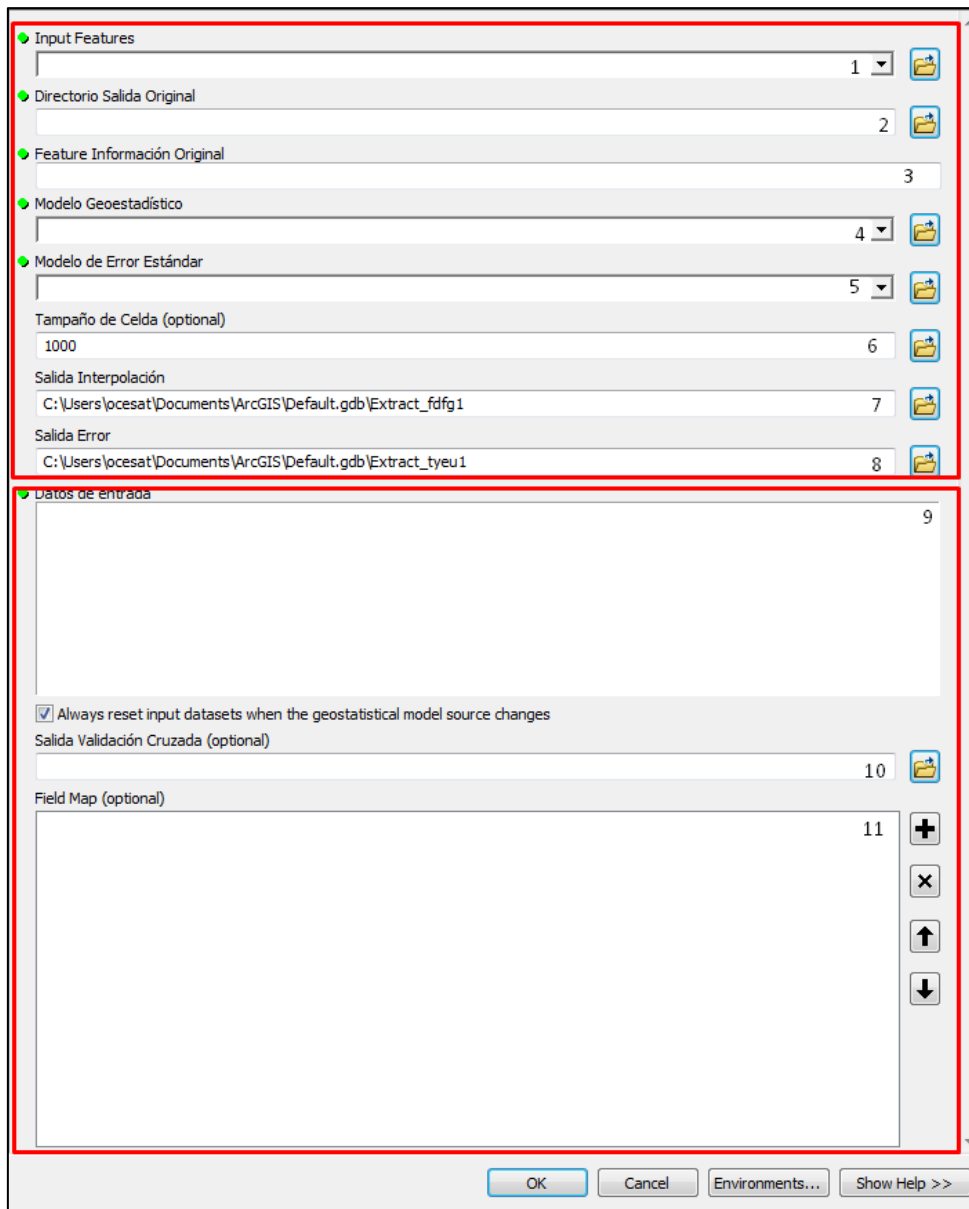 Input Features
1
Directorio Salida Original
2
Feature Información Original
3
Modelo Geoestadístico
4
Modelo de Error Estándar
5
Tampaño de Celda (optional)
1000 6
Salida Interpolación
C:\Users\ocesat\Documents\ArcGIS\Default.gdb\Extract_fdfg1 7
Salida Error
C:\Users\ocesat\Documents\ArcGIS\Default.gdb\Extract_tyeu1 8
Datos de entrada
9
Always reset input datasets when the geostatistical model source changes
Salida Validación Cruzada (optional)
10
Field Map (optional)
11
OK Cancel Environments... Show Help >>